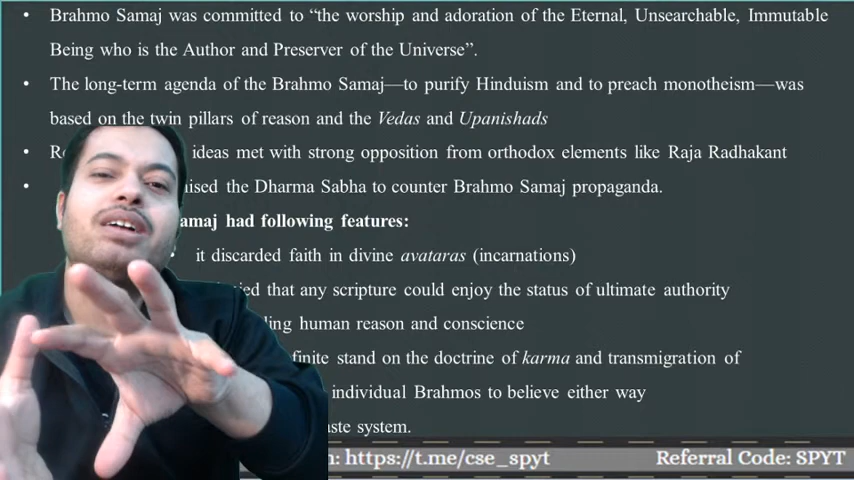 • Brahmo Samaj was committed to “the worship and adoration of the Eternal, Unsearchable, Immutable
Being who is the Author and Preserver of the Universe”.
• The long-term agenda of the Brahmo Samaj—to purify Hinduism and to preach monotheism—was
based on the twin pillars of reason and the Vedas and Upanishads
• ideas met with strong opposition from orthodox elements like Raja Radhakant
• the Dharma Sabha to counter Brahmo Samaj propaganda.
had following features:
it discarded faith in divine avataras (incarnations)
that any scripture could enjoy the status of ultimate authority
human reason and conscience
stand on the doctrine of karma and transmigration of
individual Brahmos to believe either way
system.
https://t.me/cse_spyt Referral Code: SPYT